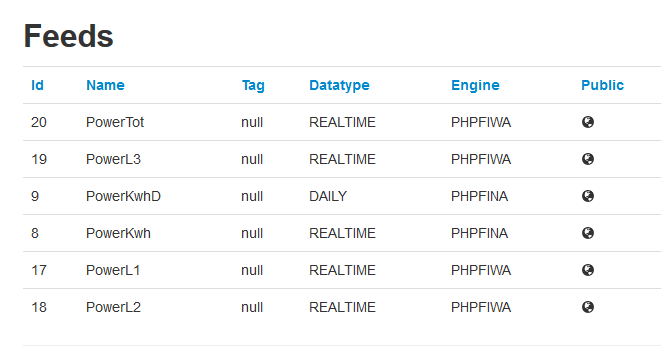 Feeds
Id Name Tag Datatype Engine Public
20 PowerTot null REALTIME PHPFIWA
19 PowerL3 null REALTIME PHPFIWA
9 PowerKwhD null DAILY PHPFINA
8 PowerKwh null REALTIME PHPFINA
17 PowerL1 null REALTIME PHPFIWA
18 PowerL2 null REALTIME PHPFIWA